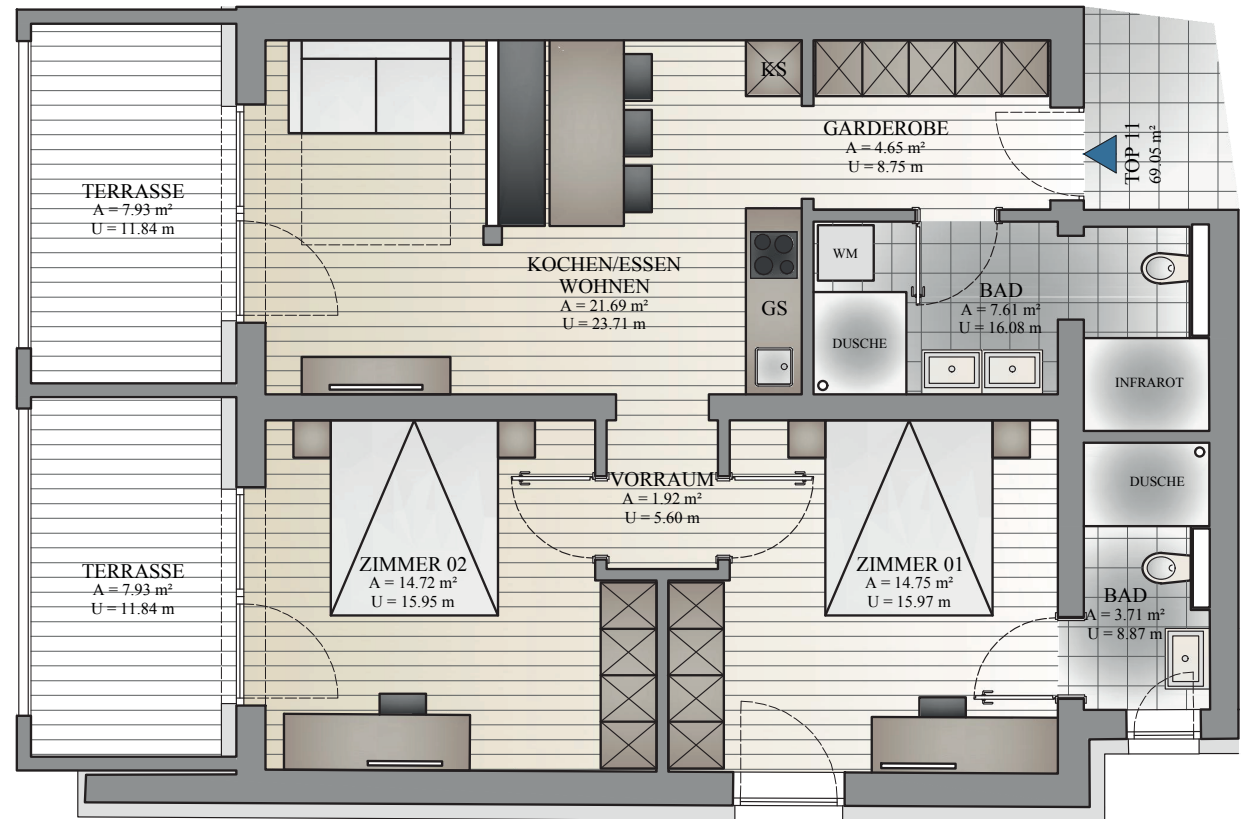 KS
GARDEROBE
A = 4.65 m²
U = 8.75 m
TOP 11
69.05 m²
TERRASSE
A = 7.93 m²
U = 11.84 m
KOCHEN/ESSEN
WOHNEN
A = 21.69 m²
U = 23.71 m
GS
WM
DUSCHE
BAD
A = 7.61 m²
U = 16.08 m
INFRAROT
DUSCHE
VORRAUM
A = 1.92 m²
U = 5.60 m
TERRASSE
A = 7.93 m²
U = 11.84 m
ZIMMER 02
A = 14.72 m²
U = 15.95 m
ZIMMER 01
A = 14.75 m²
U = 15.97 m
BAD
A = 3.71 m²
U = 8.87 m